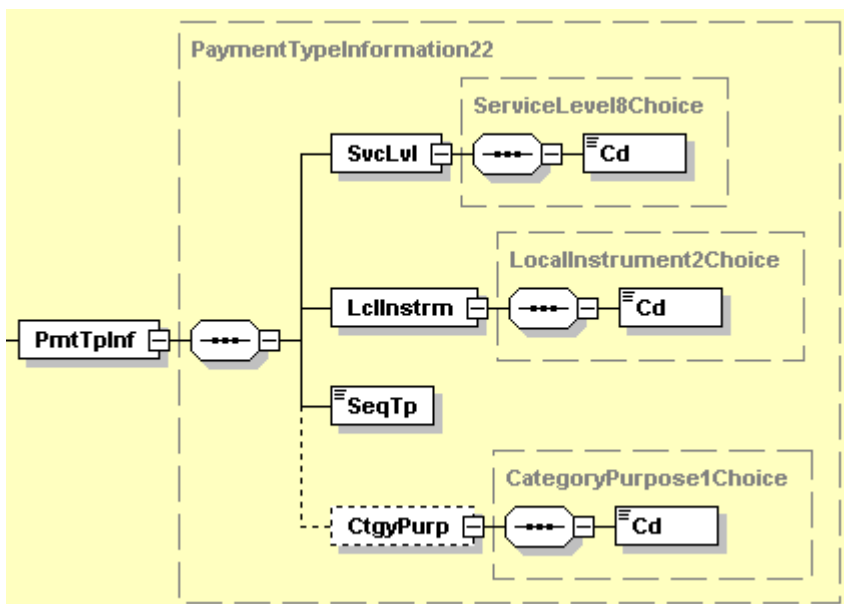 PaymentTypeInformation22
ServiceLevel8Choice
SvcLvl
Cd
LocalInstrument2Choice
LclInstrm
Cd
PmtTpInf
SeqTp
CategoryPurpose1Choice
CtgyPurp
Cd